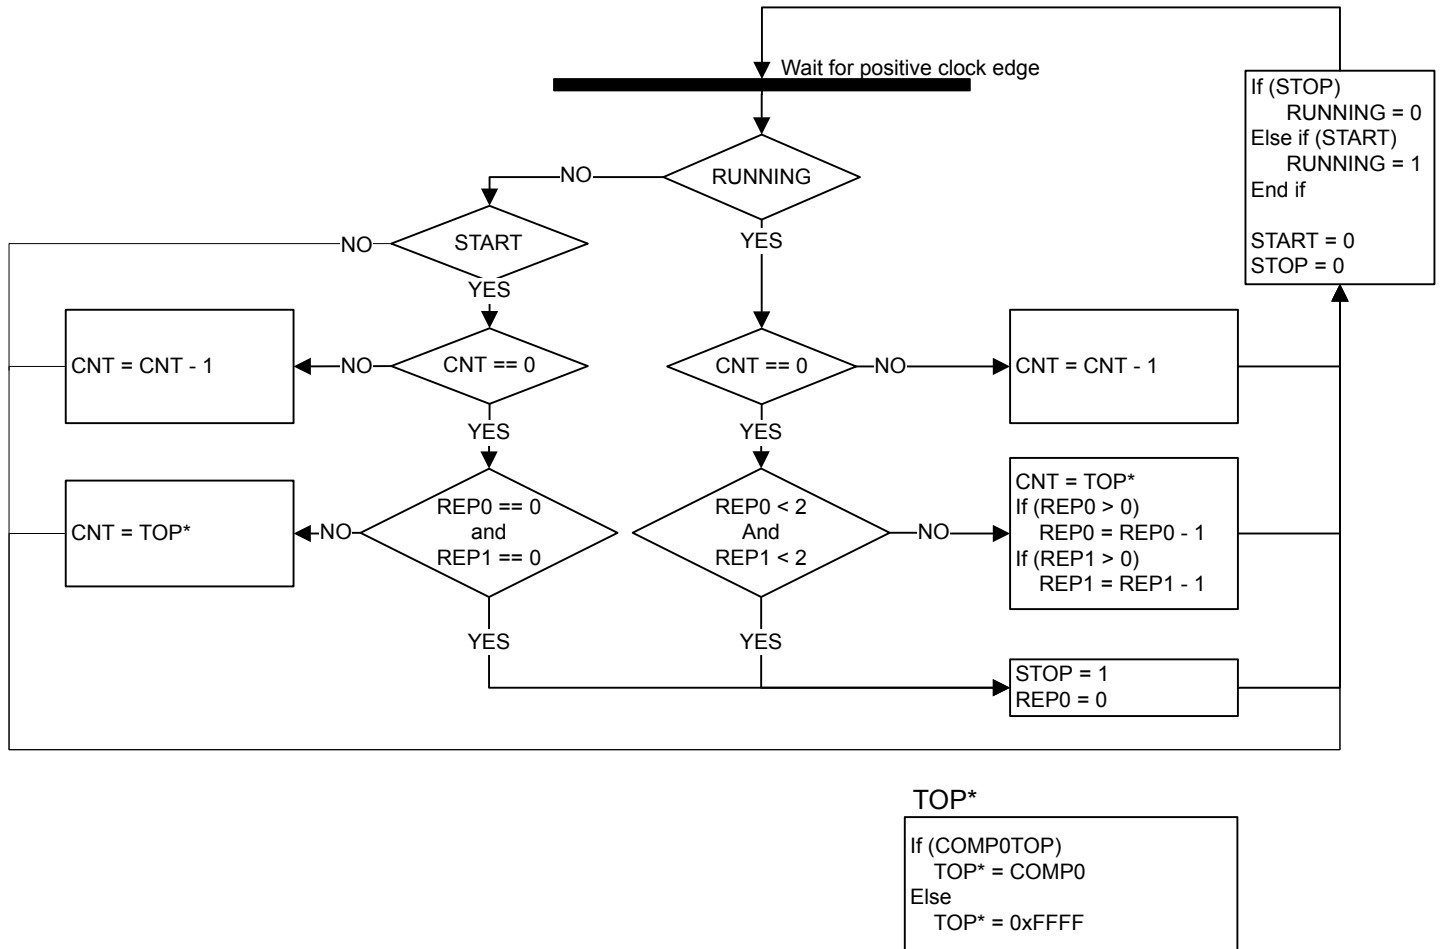 Wait for positive clock edge
If (STOP)
RUNNING = 0
Else if (START)
RUNNING = 1
End if
START = 0
STOP = 0
RUNNING
NO
YES
START
NO
YES
CNT = CNT - 1
NO
CNT == 0
YES
CNT == 0
NO
YES
CNT = CNT - 1
CNT = TOP*
NO
REP0 == 0
and
REP1 == 0
YES
REP0 < 2
And
REP1 < 2
NO
YES
CNT = TOP*
If (REP0 > 0)
REP0 = REP0 - 1
If (REP1 > 0)
REP1 = REP1 - 1
STOP = 1
REP0 = 0
TOP*
If (COMP0TOP)
TOP* = COMP0
Else
TOP* = 0xFFFF